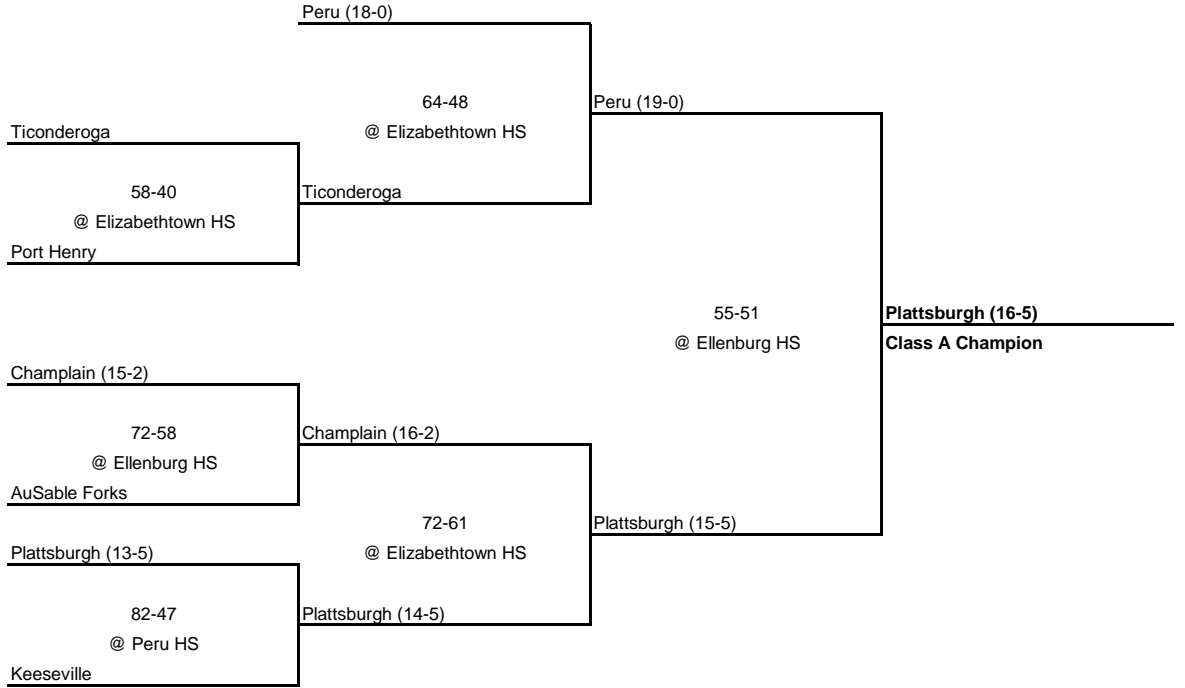 Peru (18-0)
64-48
@ Elizabethtown HS
Peru (19-0)
Ticonderoga
58-40
@ Elizabethtown HS
Ticonderoga
Port Henry
55-51
@ Ellenburg HS
Plattsburgh (16-5)
Class A Champion
Champlain (15-2)
72-58
@ Ellenburg HS
Champlain (16-2)
AuSable Forks
72-61
@ Elizabethtown HS
Plattsburgh (15-5)
Plattsburgh (13-5)
82-47
@ Peru HS
Plattsburgh (14-5)
Keeseville